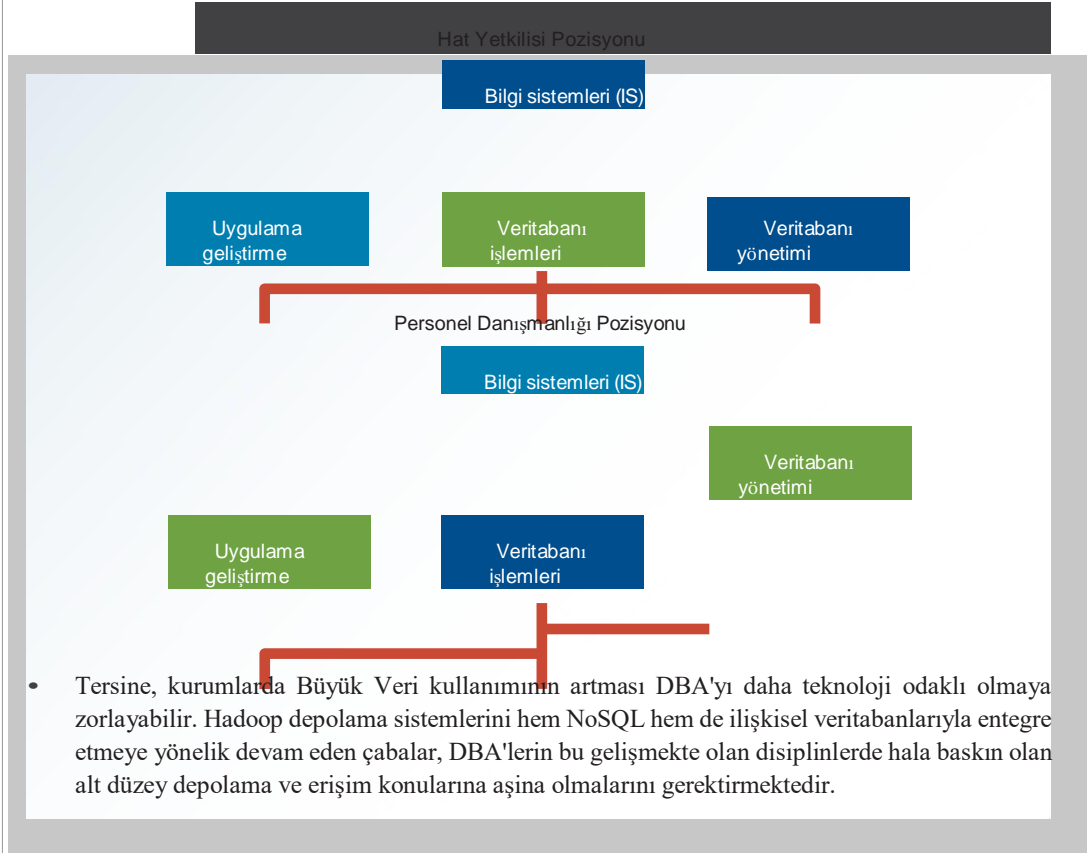 Hat Yetkilisi Pozisyonu
Bilgi sistemleri (IS)
Uygulama
geliştirme
Veritabanı
işlemleri
Veritabanı
yönetimi
Personel Danışmanlığı Pozisyonu
Bilgi sistemleri (IS)
Veritabanı
yönetimi
Uygulama
geliştirme
Veritabanı
işlemleri
• Tersine, kurumlarda Büyük Veri kullanımının artması DBA'yı daha teknoloji odaklı olmaya
zorlayabilir. Hadoop depolama sistemlerini hem NoSQL hem de ilişkisel veritabanlarıyla entegre
etmeye yönelik devam eden çabalar, DBA'lerin bu gelişmekte olan disiplinlerde hala baskın olan
alt düzey depolama ve erişim konularına aşina olmalarını gerektirmektedir.